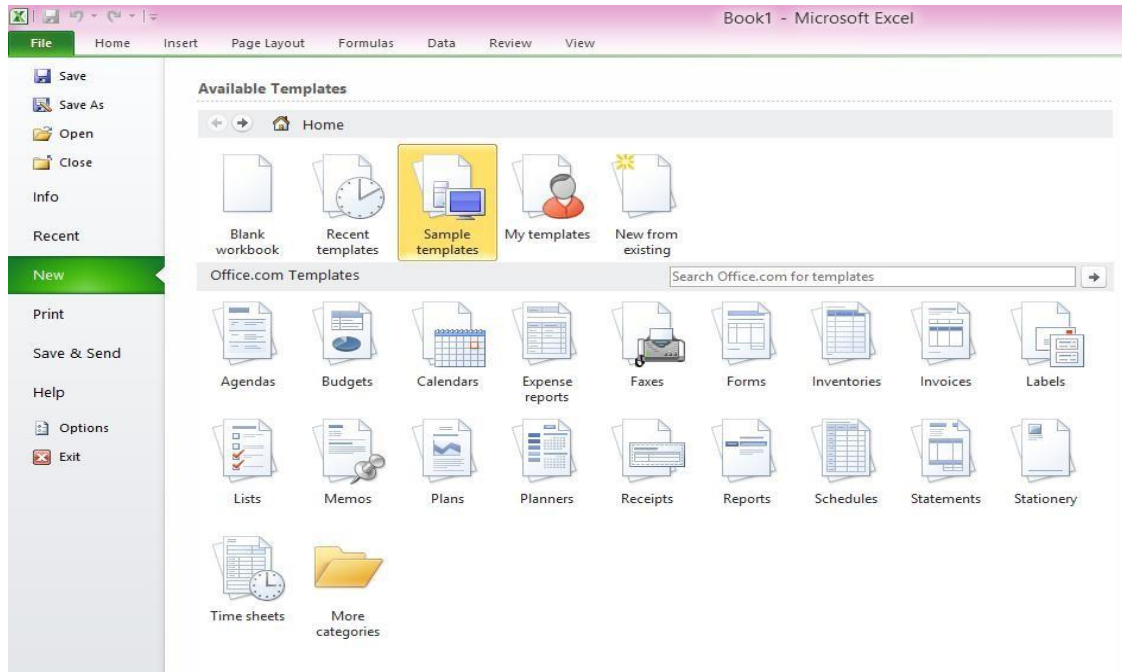 Book1 - Microsoft Excel
File Home Insert Page Layout Formulas Data Review View
Save
Save As
Open
Close
Info
Recent
New
Print
Save & Send
Help
Options
Exit
Available Templates
Home
Blank workbook
Recent templates
Sample templates
My templates
New from existing
Office.com Templates
Search Office.com for templates
Agendas
Budgets
Calendars
Expense reports
Faxes
Forms
Inventories
Invoices
Labels
Lists
Memos
Plans
Planners
Receipts
Reports
Schedules
Statements
Stationery
Time sheets
More categories